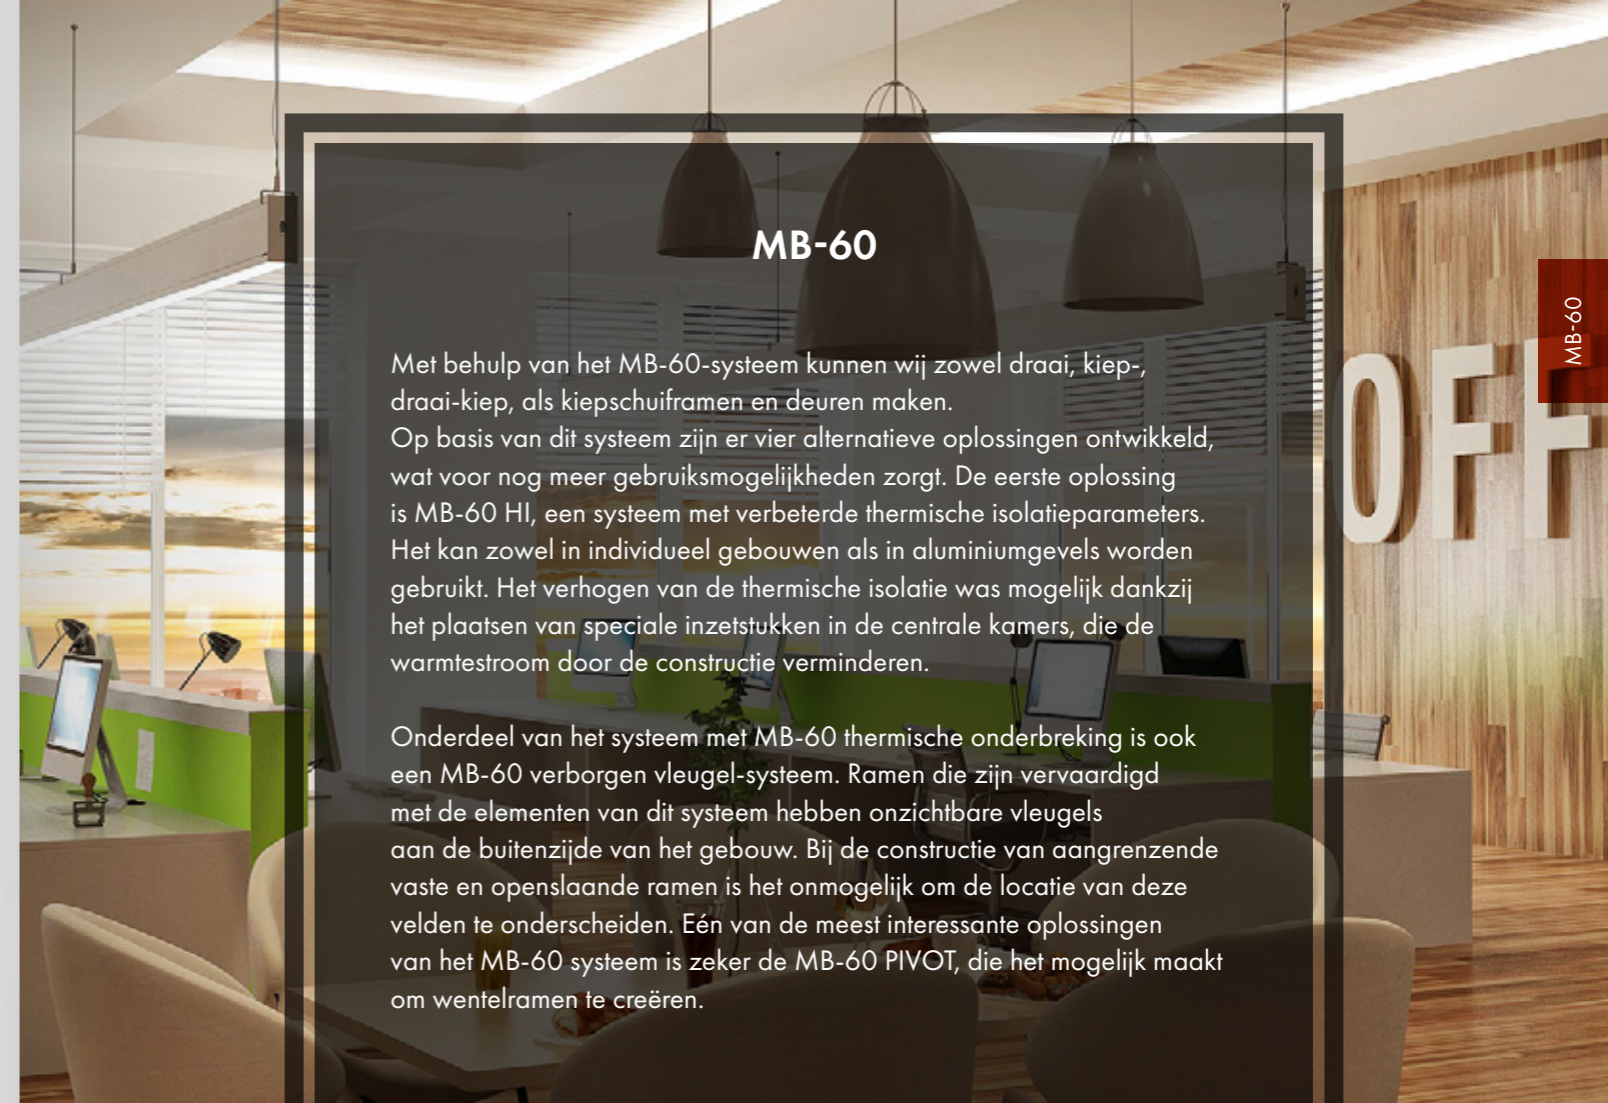 MB-60
MB-60
Met behulp van het MB-60-systeem kunnen wij zowel draai, kiep-,
draai-kiep, als kiepschuiframen en deuren maken.
Op basis van dit systeem zijn er vier alternatieve oplossingen ontwikkeld,
wat voor nog meer gebruiksmogelijkheden zorgt. De eerste oplossing
is MB-60 HI, een systeem met verbeterde thermische isolatieparameters.
Het kan zowel in individueel gebouwen als in aluminiumgevels worden
gebruikt. Het verhogen van de thermische isolatie was mogelijk dankzij
het plaatsen van speciale inzetstukken in de centrale kamers, die de
warmtestroom door de constructie verminderen.
Onderdeel van het systeem met MB-60 thermische onderbreking is ook
een MB-60 verborgen vleugel-systeem. Ramen die zijn vervaardigd
met de elementen van dit systeem hebben onzichtbare vleugels
aan de buitenzijde van het gebouw. Bij de constructie van aangrenzende
vaste en openslaande ramen is het onmogelijk om de locatie van deze
velden te onderscheiden. Eén van de meest interessante oplossingen
van het MB-60 systeem is zeker de MB-60 PIVOT, die het mogelijk maakt
om wentelramen te creëren.
OFF